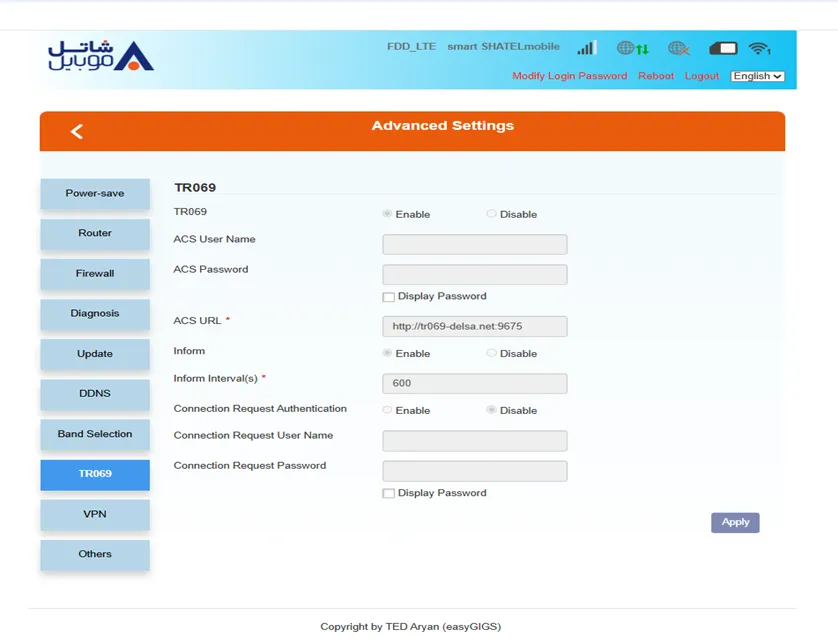 شاتل
موبایل
FDD_LTE smart SHATELmobile
1
Modify Login Password Reboot Logout English
Advanced Settings
Power-save
Router
Firewall
Diagnosis
Update
DDNS
Band Selection
TR069
VPN
Others
TR069
TR069 Enable Disable
ACS User Name
ACS Password
Display Password
ACS URL * http://tr069-delsa.net:9675
Inform Enable Disable
Inform Interval(s) * 600
Connection Request Authentication Enable Disable
Connection Request User Name
Connection Request Password
Display Password
Apply
Copyright by TED Aryan (easyGIGS)